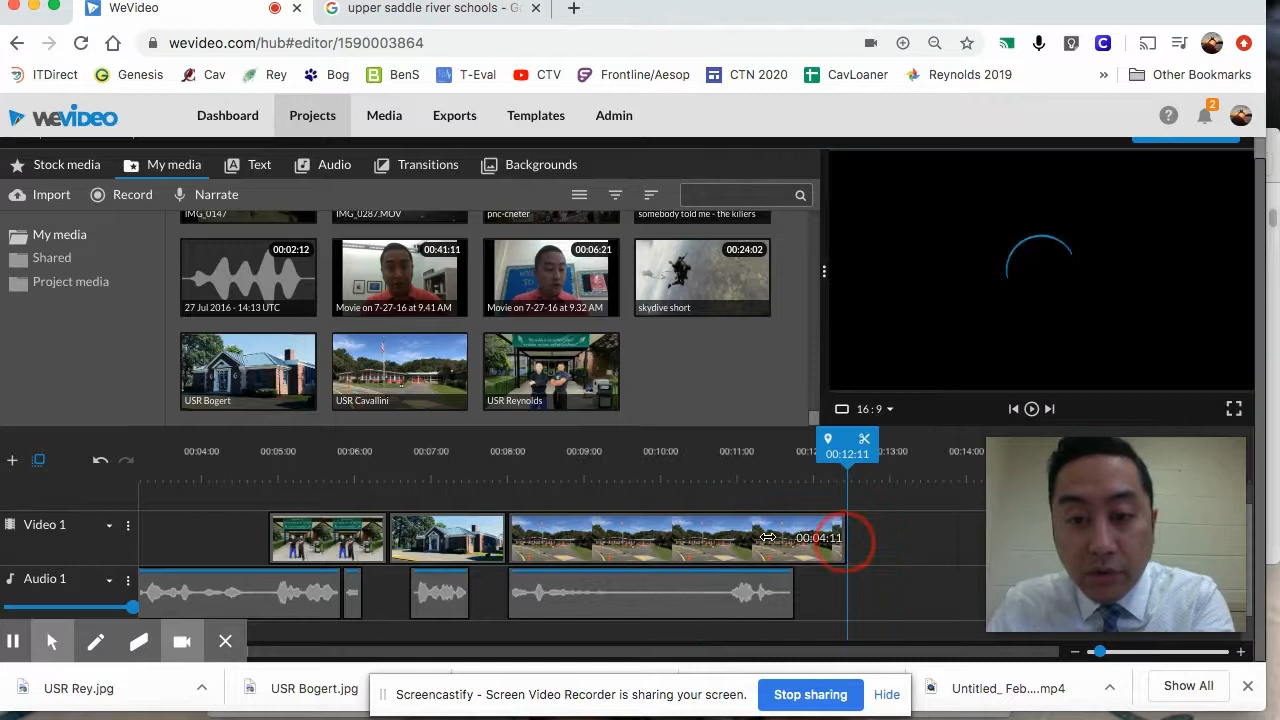 WeVideo
upper saddle river schools - Go
wevideo.com/hub#editor/1590003864
ITDirect
Genesis
Cav
Rey
Bog
BenS
T-Eval
CTV
Frontline/Aesop
CTN 2020
CavLoaner
Reynolds 2019
»
Other Bookmarks
WEVIDEO
Dashboard
Projects
Media
Exports
Templates
Admin
2
Stock media
My media
Text
Audio
Transitions
Backgrounds
Import
Record
Narrate
My media
Shared
Project media
IMG_0147
IMG_0287.MOV
pnc-cneter
somebody told me - the killers
00:02:12
00:41:11
00:06:21
00:24:02
27 Jul 2016 - 14:13 UTC
Movie on 7-27-16 at 9.41 AM
Movie on 7-27-16 at 9.32 AM
skydive short
USR Bogert
USR Cavallini
USR Reynolds
16:9
00:04:00
00:05:00
00:06:00
00:07:00
00:08:00
00:09:00
00:10:00
00:11:00
00:12:11
00:13:00
00:14:00
Video 1
00:04:11
Audio 1
USR Rey.jpg
USR Bogert.jpg
Screencastify - Screen Video Recorder is sharing your screen.
Stop sharing
Hide
Untitled_ Feb....mp4
Show All